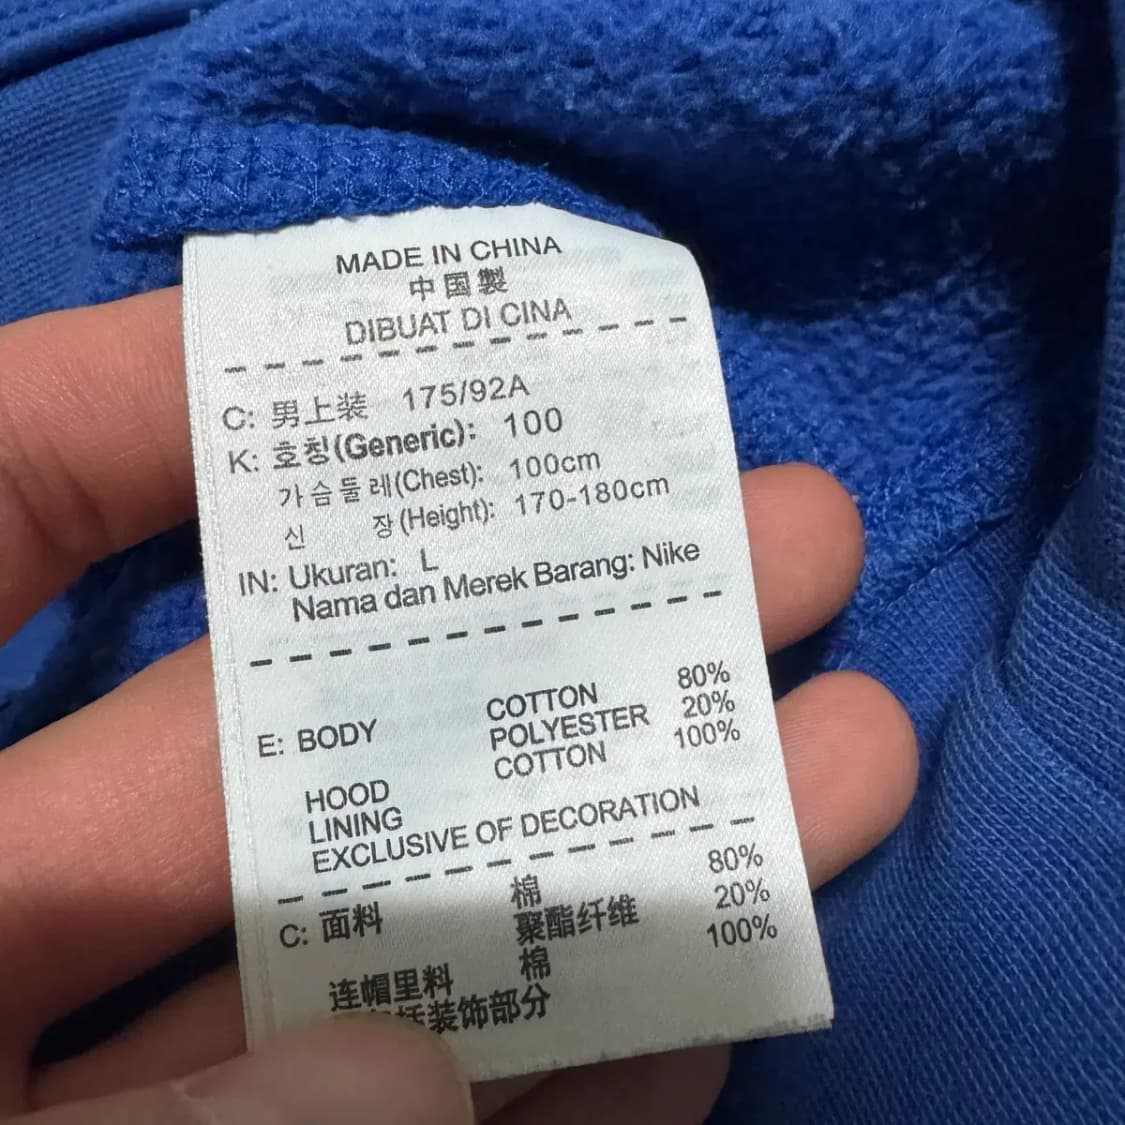 MADE IN CHINA
中国製
DIBUAT DI CINA
C: 男上装 175/92A
K: 호칭(Generic): 100
가슴둘레(Chest): 100cm
신 장(Height): 170-180cm
IN: Ukuran: L
Nama dan Merek Barang: Nike
E: BODY COTTON 80%
POLYESTER 20%
COTTON 100%
HOOD
LINING
EXCLUSIVE OF DECORATION
C: 面料 棉 80%
聚酯纤维 20%
连帽里料 棉 100%
括装饰部分